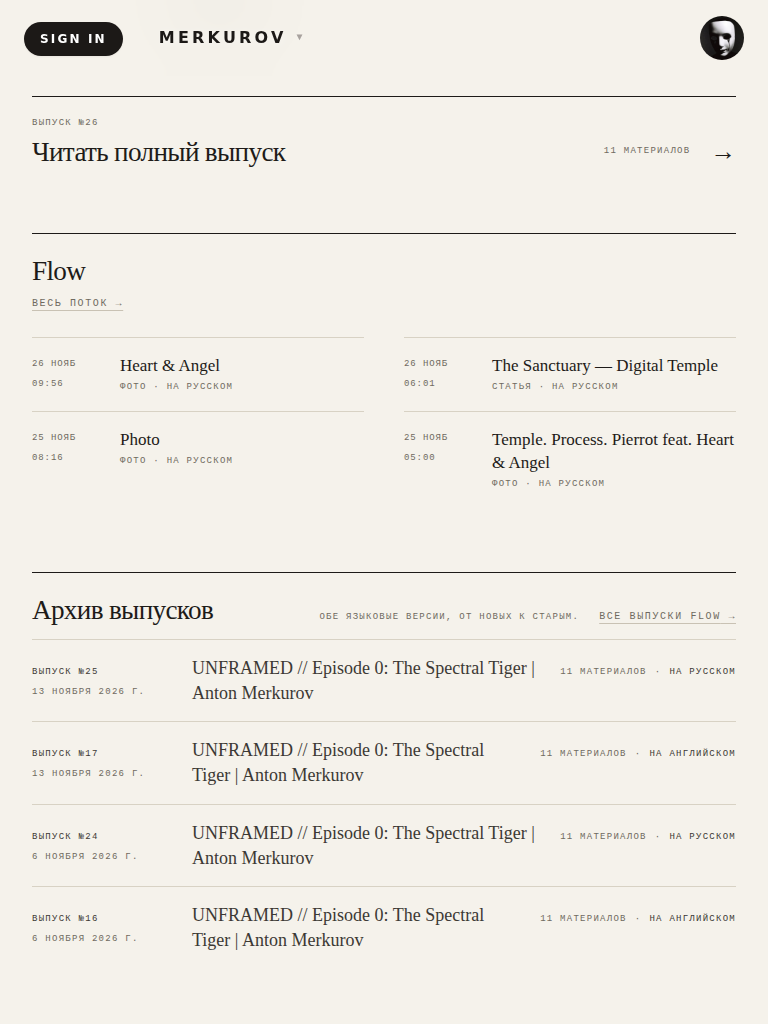 SIGN IN
MERKUROV ▼
ВЫПУСК №26
Читать полный выпуск
11 МАТЕРИАЛОВ →
Flow
ВЕСЬ ПОТОК →
26 НОЯБ
09:56
Heart & Angel
ФОТО · НА РУССКОМ
26 НОЯБ
06:01
The Sanctuary — Digital Temple
СТАТЬЯ · НА РУССКОМ
25 НОЯБ
08:16
Photo
ФОТО · НА РУССКОМ
25 НОЯБ
05:00
Temple. Process. Pierrot feat. Heart
& Angel
ФОТО · НА РУССКОМ
Архив выпусков
ОБЕ ЯЗЫКОВЫЕ ВЕРСИИ, ОТ НОВЫХ К СТАРЫМ.
ВСЕ ВЫПУСКИ FLOW →
ВЫПУСК №25
13 НОЯБРЯ 2026 Г.
UNFRAMED // Episode 0: The Spectral Tiger |
Anton Merkurov
11 МАТЕРИАЛОВ · НА РУССКОМ
ВЫПУСК №17
13 НОЯБРЯ 2026 Г.
UNFRAMED // Episode 0: The Spectral
Tiger | Anton Merkurov
11 МАТЕРИАЛОВ · НА АНГЛИЙСКОМ
ВЫПУСК №24
6 НОЯБРЯ 2026 Г.
UNFRAMED // Episode 0: The Spectral Tiger |
Anton Merkurov
11 МАТЕРИАЛОВ · НА РУССКОМ
ВЫПУСК №16
6 НОЯБРЯ 2026 Г.
UNFRAMED // Episode 0: The Spectral
Tiger | Anton Merkurov
11 МАТЕРИАЛОВ · НА АНГЛИЙСКОМ